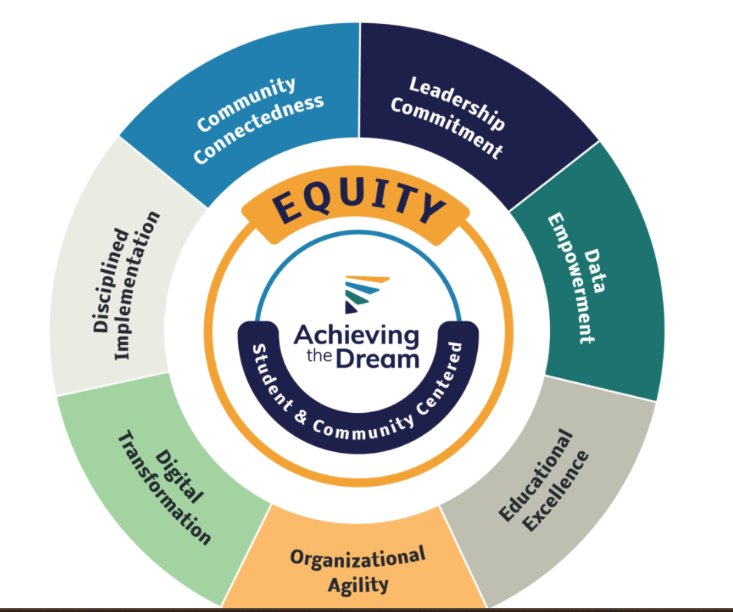 Community
Connectedness
Leadership
Commitment
Data
Empowerment
Educational
Excellence
Organizational
Agility
Digital
Transformation
Disciplined
Implementation
EQUITY
Achieving
the Dream
Student & Community Centered